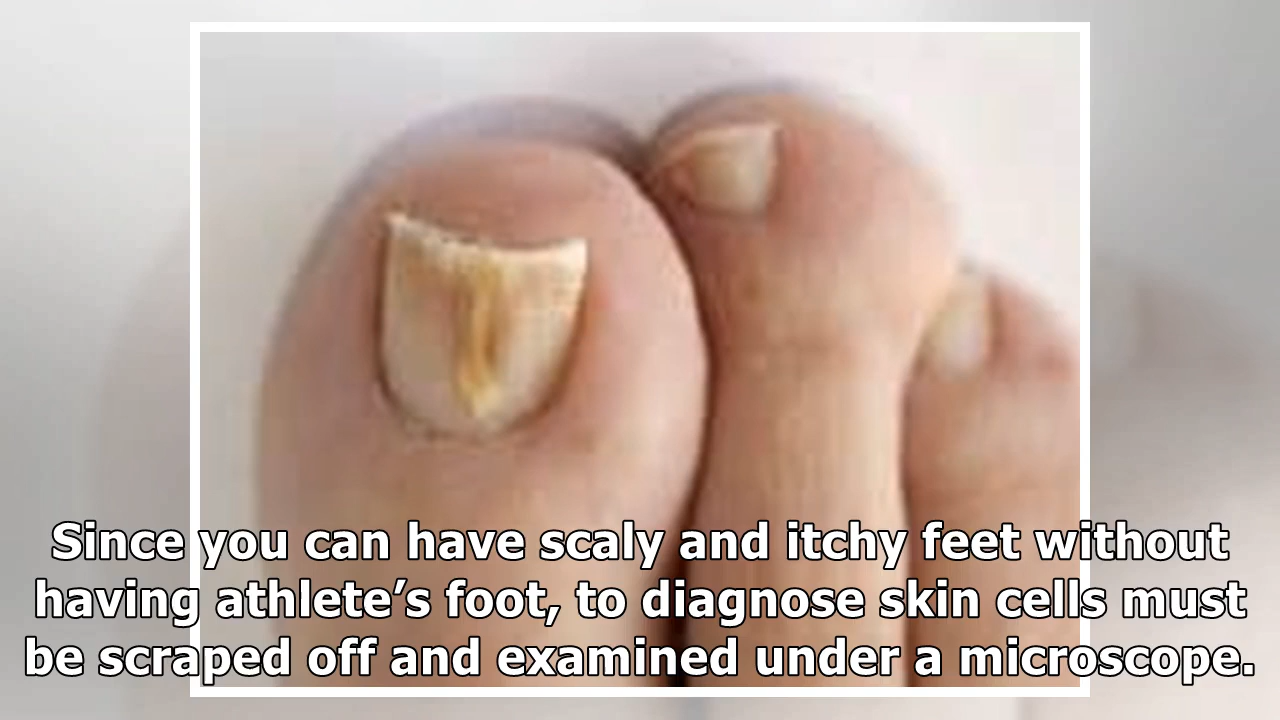 Since you can have scaly and itchy feet without
having athlete’s foot, to diagnose skin cells must
be scraped off and examined under a microscope.